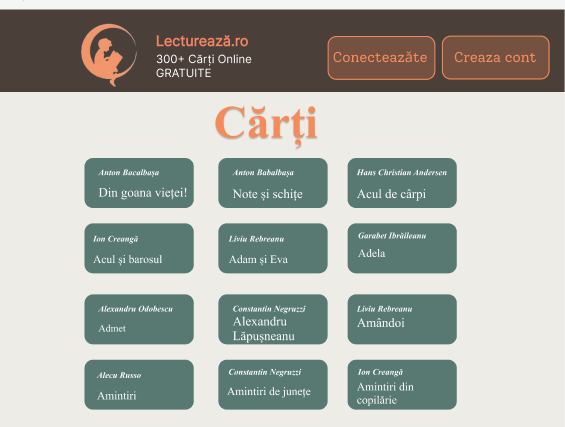 Lecturează.ro
300+ Cărți Online
GRATUITE
Conecteazắte
Creaza cont
Cărți
Anton Bacalbașa
Din goana vieței!
Anton Babalbașa
Note și schițe
Hans Christian Andersen
Acul de cârpi
Ion Creangă
Acul și barosul
Liviu Rebreanu
Adam și Eva
Garabet Ibrăileanu
Adela
Alexandru Odobescu
Admet
Constantin Negruzzi
Alexandru
Lăpușneanu
Liviu Rebreanu
Amândoi
Alecu Russo
Amintiri
Constantin Negruzzi
Amintiri de junețe
Ion Creangă
Amintiri din
copilărie